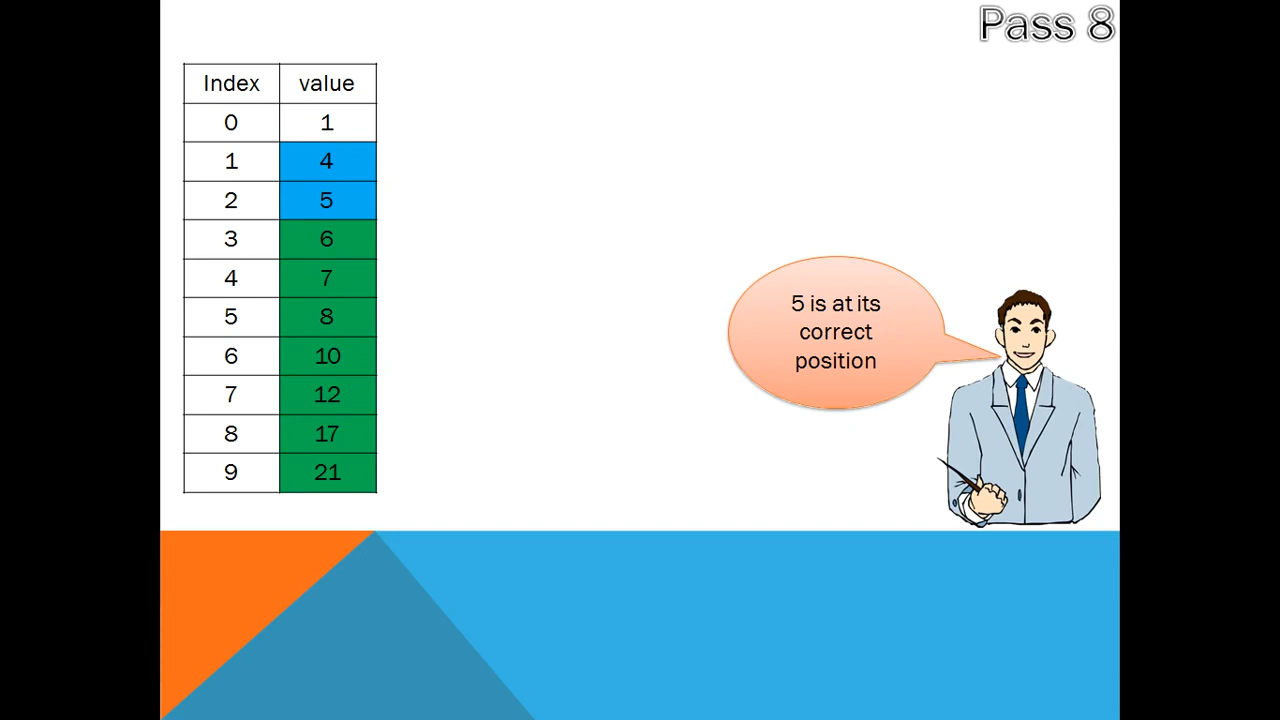 Pass 8
Index value
0 1
1 4
2 5
3 6
4 7
5 8
6 10
7 12
8 17
9 21
5 is at its
correct
position